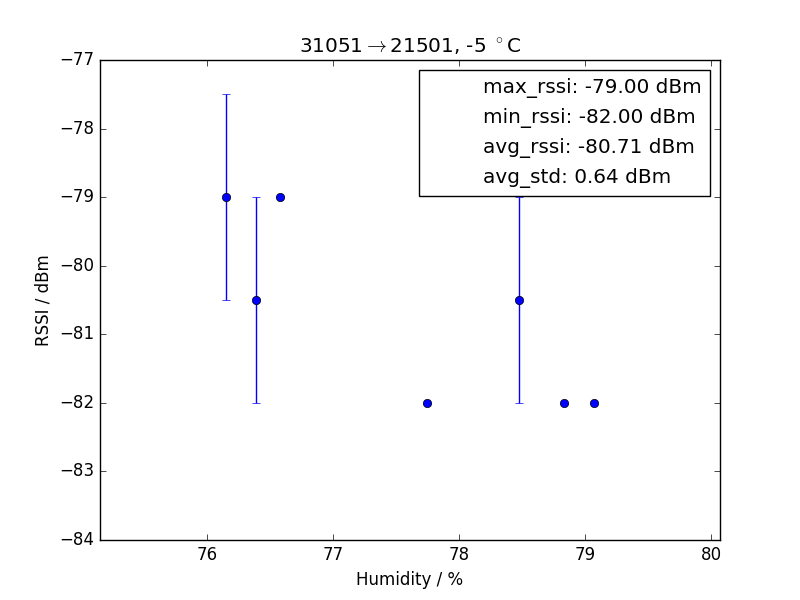 31051→21501, -5 °C
max_rssi: -79.00 dBm
min_rssi: -82.00 dBm
avg_rssi: -80.71 dBm
avg_std: 0.64 dBm
RSSI / dBm
−77
−78
−79
−80
−81
−82
−83
−84
76 77 78 79 80
Humidity / %